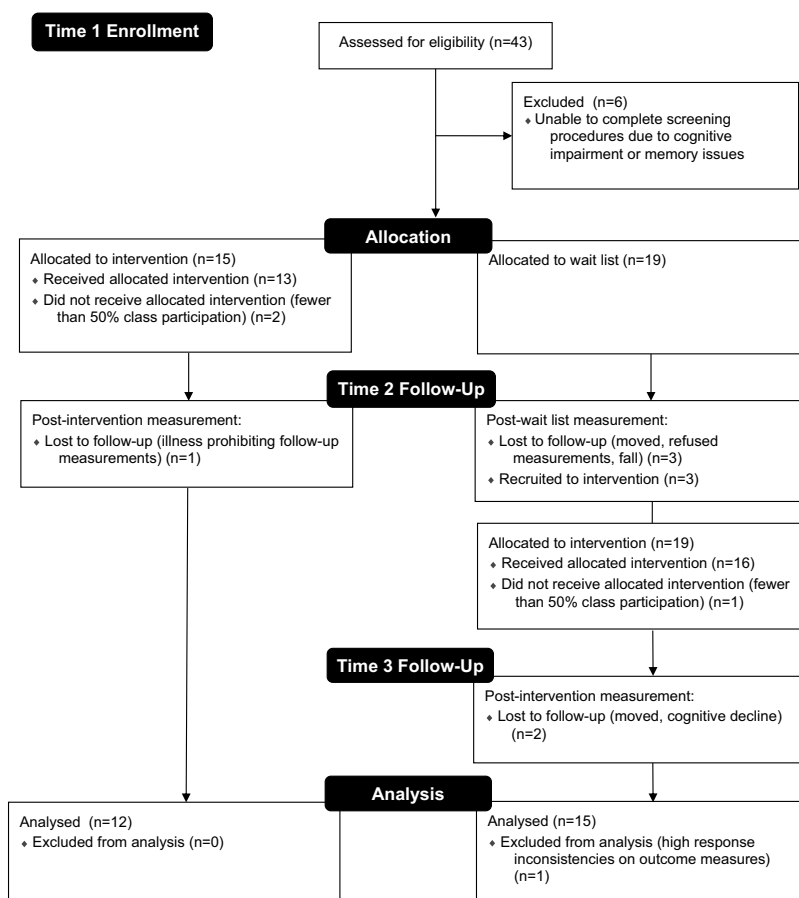 Time 1 Enrollment
Assessed for eligibility (n=43)
Excluded (n=6)
♦ Unable to complete screening
procedures due to cognitive
impairment or memory issues
Allocation
Allocated to intervention (n=15)
♦ Received allocated intervention (n=13)
♦ Did not receive allocated intervention (fewer
than 50% class participation) (n=2)
Allocated to wait list (n=19)
Time 2 Follow-Up
Post-intervention measurement:
♦ Lost to follow-up (illness prohibiting follow-up
measurements) (n=1)
Post-wait list measurement:
♦ Lost to follow-up (moved, refused
measurements, fall) (n=3)
♦ Recruited to intervention (n=3)
Allocated to intervention (n=19)
♦ Received allocated intervention (n=16)
♦ Did not receive allocated intervention (fewer
than 50% class participation) (n=1)
Time 3 Follow-Up
Post-intervention measurement:
♦ Lost to follow-up (moved, cognitive decline)
(n=2)
Analysis
Analysed (n=12)
♦ Excluded from analysis (n=0)
Analysed (n=15)
♦ Excluded from analysis (high response
inconsistencies on outcome measures)
(n=1)